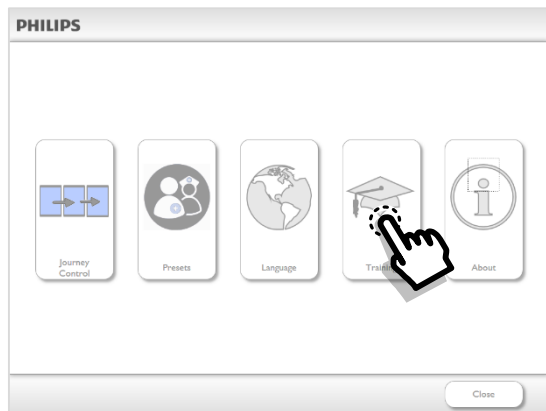 PHILIPS
Journey
Control
Presets
Language
About
Close